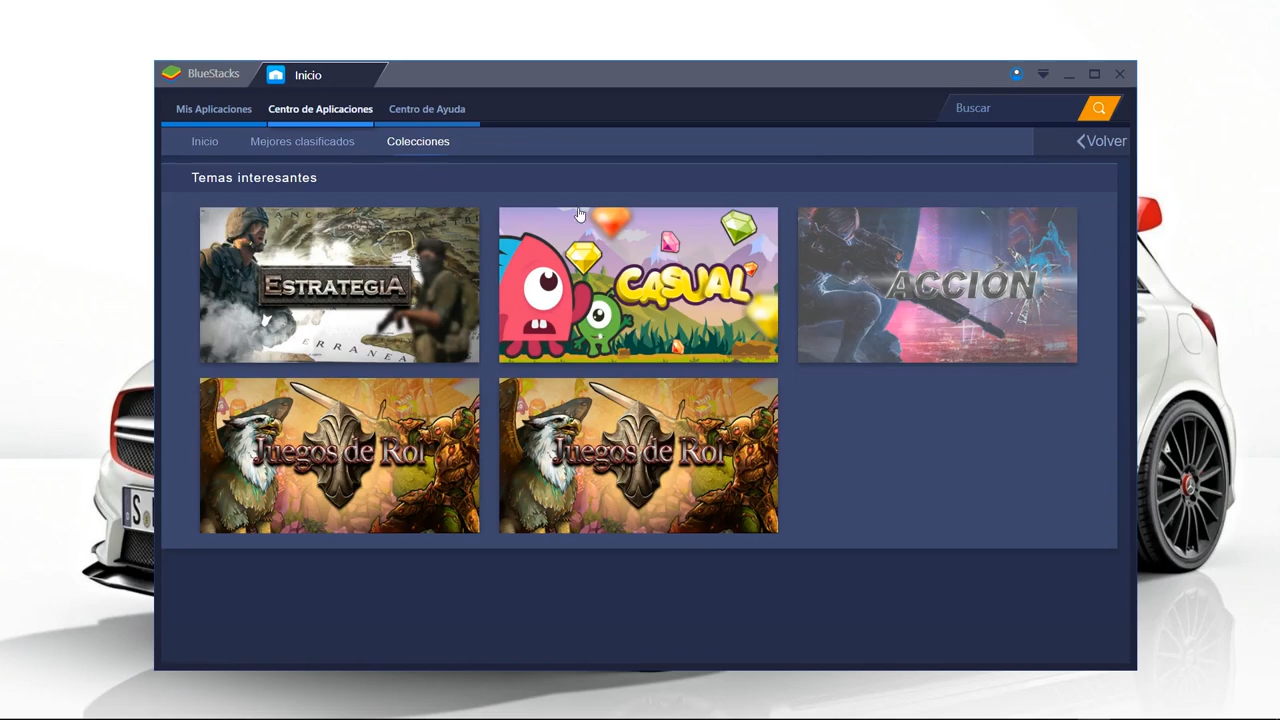 BlueStacks
Inicio
Mis Aplicaciones
Centro de Aplicaciones
Centro de Ayuda
Buscar
Inicio
Mejores clasificados
Colecciones
Volver
Temas interesantes
ESTRATEGIA
CASUAL
ACCIÓN
Juegos de Rol
Juegos de Rol
S